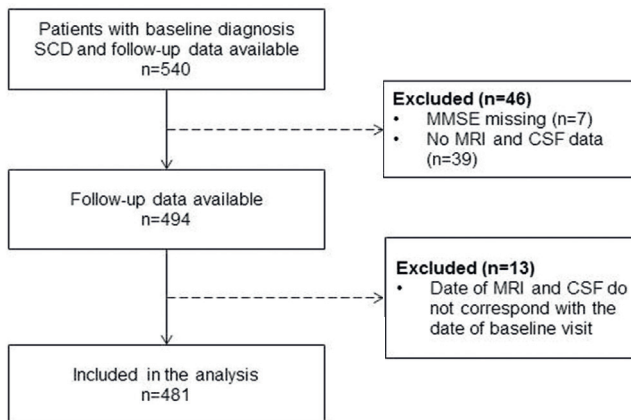 Patients with baseline diagnosis
SCD and follow-up data available
n=540
Excluded (n=46)
• MMSE missing (n=7)
• No MRI and CSF data
(n=39)
Follow-up data available
n=494
Excluded (n=13)
• Date of MRI and CSF do
not correspond with the
date of baseline visit
Included in the analysis
n=481